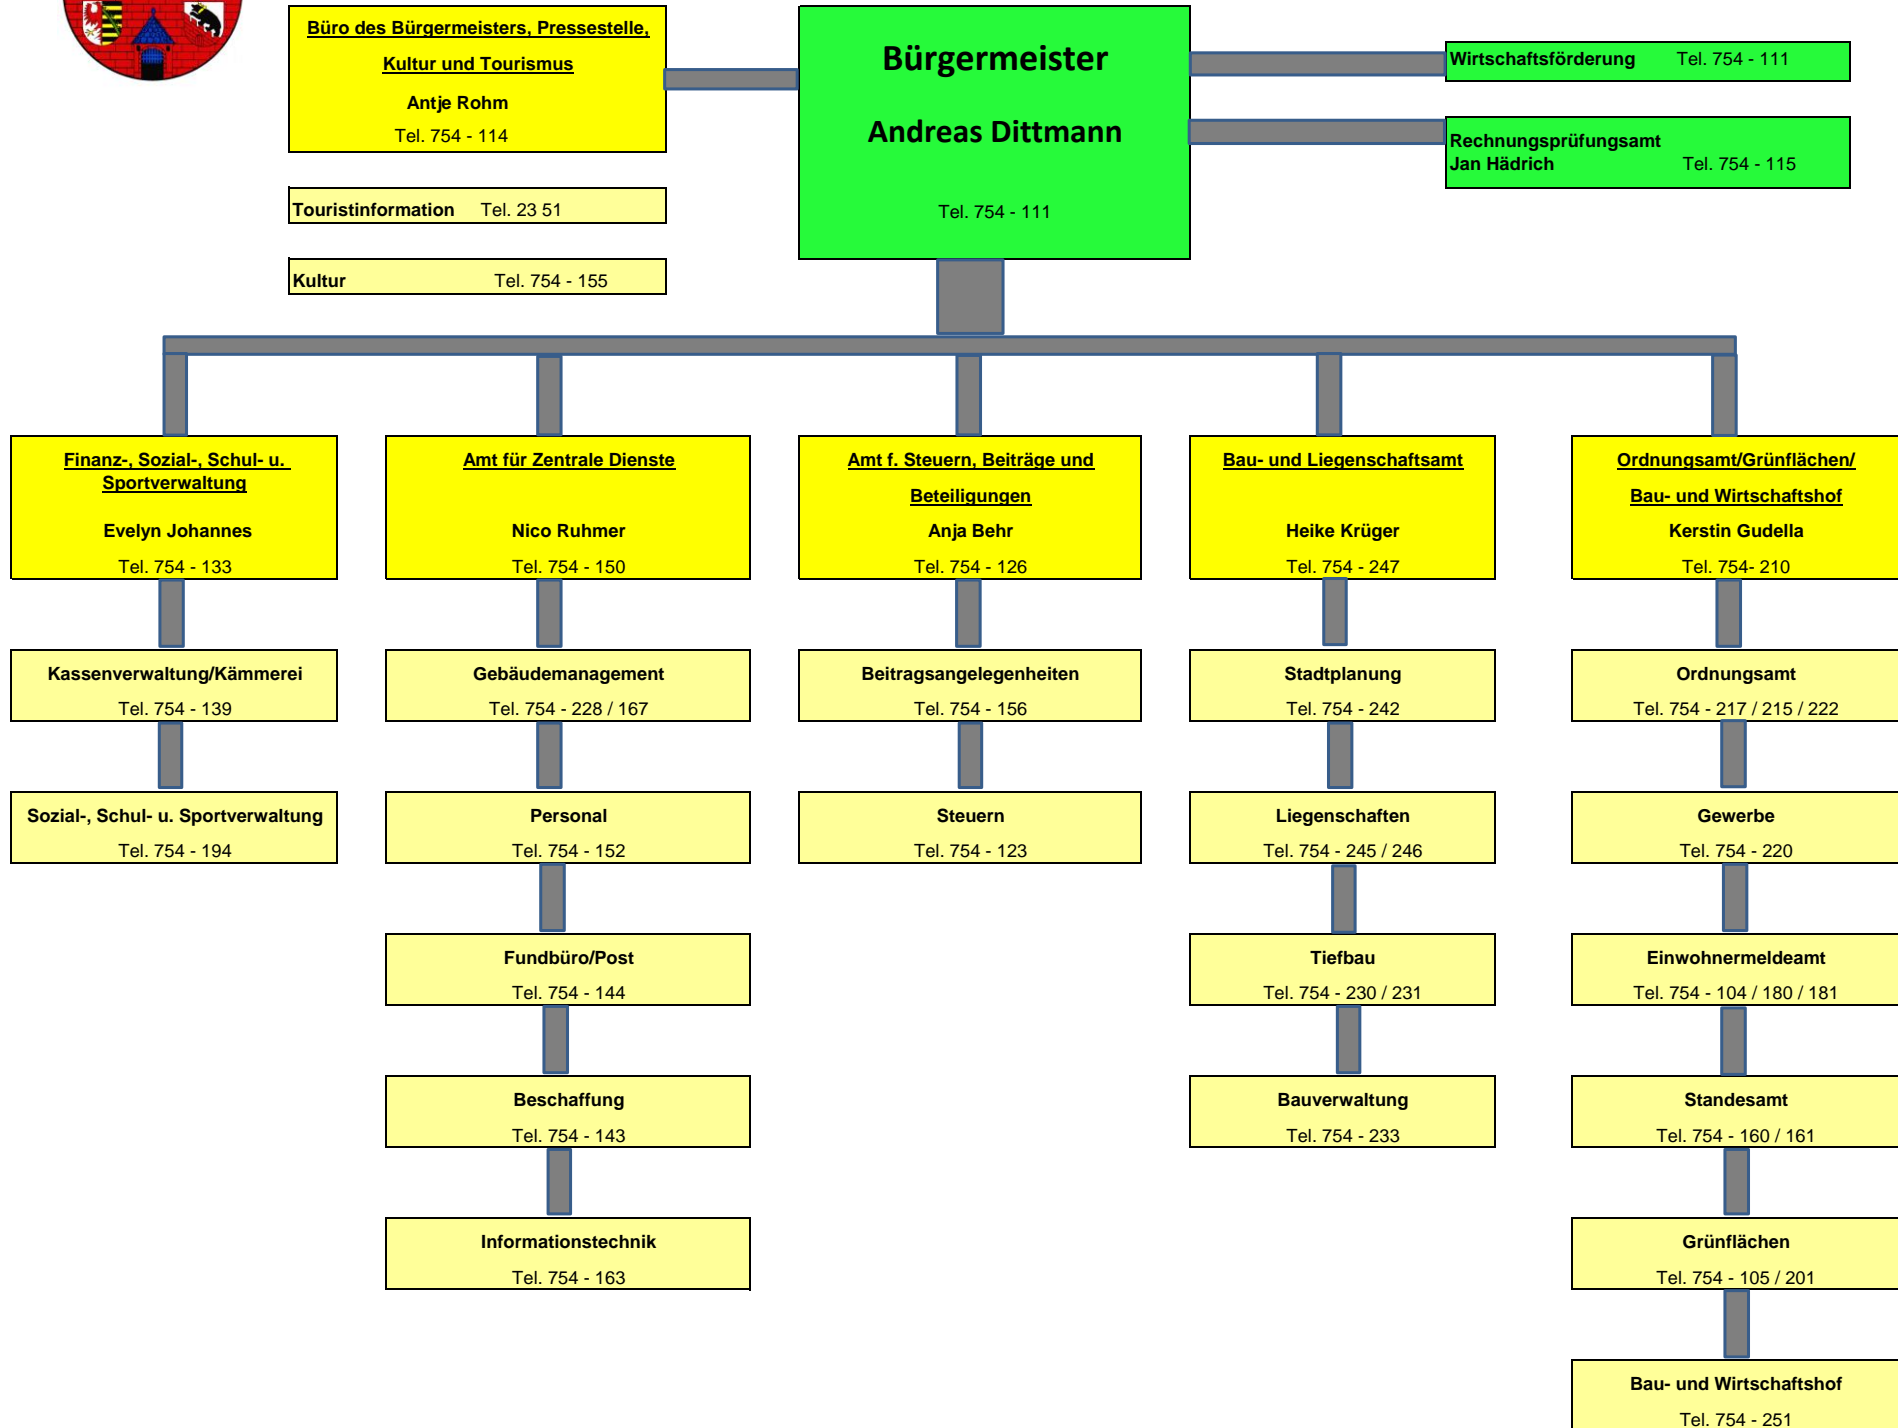 Büro des Bürgermeisters, Pressestelle,
Kultur und Tourismus
Antje Rohm
Tel. 754 - 114
Touristinformation Tel. 23 51
Kultur Tel. 754 - 155
Bürgermeister
Andreas Dittmann
Tel. 754 - 111
Wirtschaftsförderung Tel. 754 - 111
Rechnungsprüfungsamt
Jan Hädrich Tel. 754 - 115
Finanz-, Sozial-, Schul- u.
Sportverwaltung
Evelyn Johannes
Tel. 754 - 133
Kassenverwaltung/Kämmerei
Tel. 754 - 139
Sozial-, Schul- u. Sportverwaltung
Tel. 754 - 194
Amt für Zentrale Dienste
Nico Ruhmer
Tel. 754 - 150
Gebäudemanagement
Tel. 754 - 228 / 167
Personal
Tel. 754 - 152
Fundbüro/Post
Tel. 754 - 144
Beschaffung
Tel. 754 - 143
Informationstechnik
Tel. 754 - 163
Amt f. Steuern, Beiträge und
Beteiligungen
Anja Behr
Tel. 754 - 126
Beitragsangelegenheiten
Tel. 754 - 156
Steuern
Tel. 754 - 123
Bau- und Liegenschaftsamt
Heike Krüger
Tel. 754 - 247
Stadtplanung
Tel. 754 - 242
Liegenschaften
Tel. 754 - 245 / 246
Tiefbau
Tel. 754 - 230 / 231
Bauverwaltung
Tel. 754 - 233
Ordnungsamt/Grünflächen/
Bau- und Wirtschaftshof
Kerstin Gudella
Tel. 754- 210
Ordnungsamt
Tel. 754 - 217 / 215 / 222
Gewerbe
Tel. 754 - 220
Einwohnermeldeamt
Tel. 754 - 104 / 180 / 181
Standesamt
Tel. 754 - 160 / 161
Grünflächen
Tel. 754 - 105 / 201
Bau- und Wirtschaftshof
Tel. 754 - 251